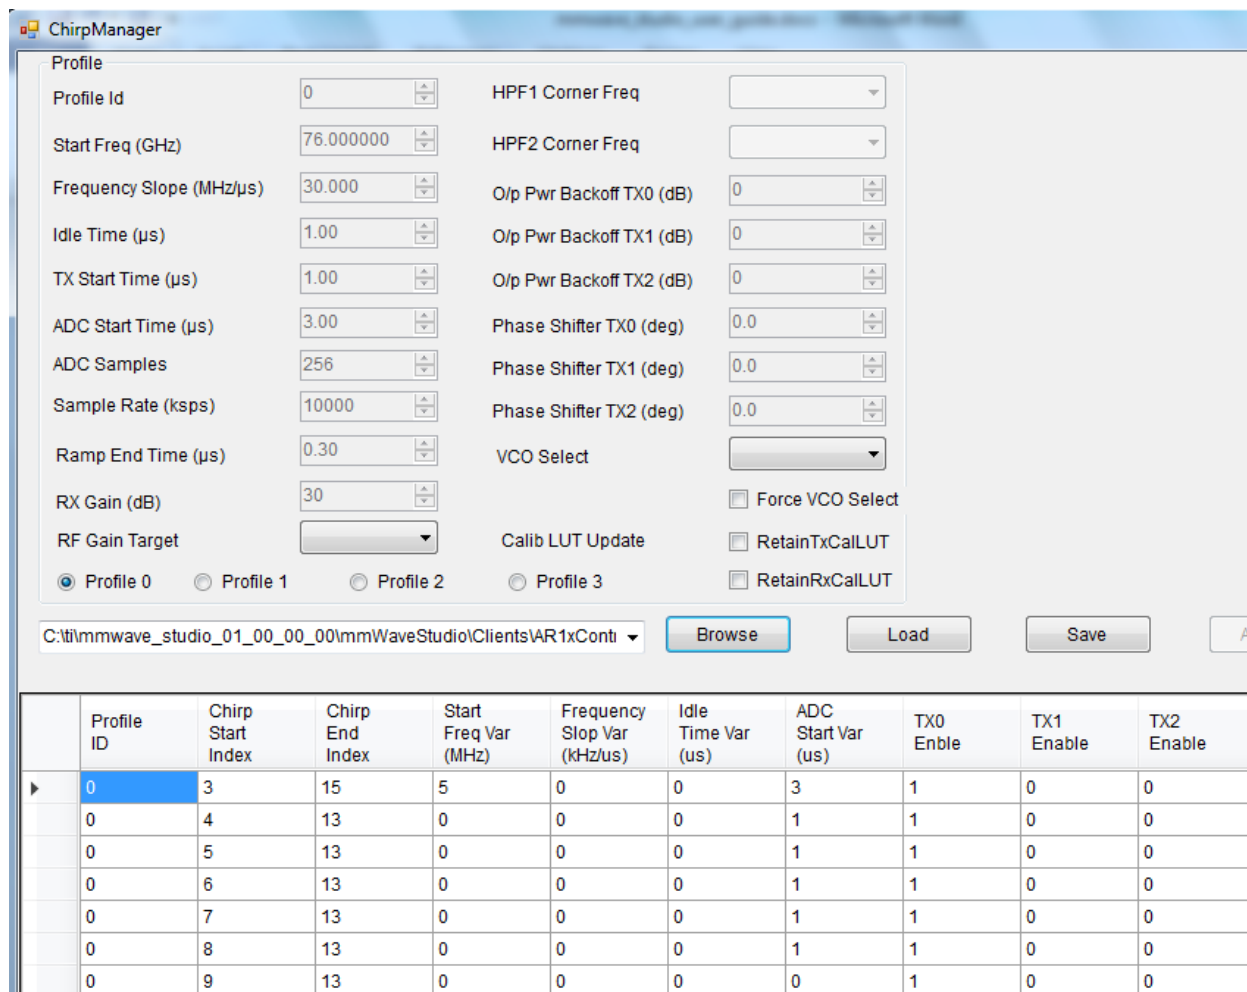 ChirpManager
Profile
Profile Id 0 HPF1 Corner Freq
Start Freq (GHz) 76.000000 HPF2 Corner Freq
Frequency Slope (MHz/µs) 30.000 O/p Pwr Backoff TX0 (dB) 0
Idle Time (µs) 1.00 O/p Pwr Backoff TX1 (dB) 0
TX Start Time (µs) 1.00 O/p Pwr Backoff TX2 (dB) 0
ADC Start Time (µs) 3.00 Phase Shifter TX0 (deg) 0.0
ADC Samples 256 Phase Shifter TX1 (deg) 0.0
Sample Rate (ksps) 10000 Phase Shifter TX2 (deg) 0.0
Ramp End Time (µs) 0.30 VCO Select
RX Gain (dB) 30 Force VCO Select
RF Gain Target Calib LUT Update RetainTxCalLUT
Profile 0 Profile 1 Profile 2 Profile 3 RetainRxCalLUT
C:\ti\mmwave_studio_01_00_00_00\mmWaveStudio\Clients\AR1xConti Browse Load Save
Profile ID Chirp Start Index Chirp End Index Start Freq Var (MHz) Frequency Slop Var (kHz/us) Idle Time Var (us) ADC Start Var (us) TX0 Enble TX1 Enable TX2 Enable
0 3 15 5 0 0 3 1 0 0
0 4 13 0 0 0 1 1 0 0
0 5 13 0 0 0 1 1 0 0
0 6 13 0 0 0 1 1 0 0
0 7 13 0 0 0 1 1 0 0
0 8 13 0 0 0 1 1 0 0
0 9 13 0 0 0 0 1 0 0